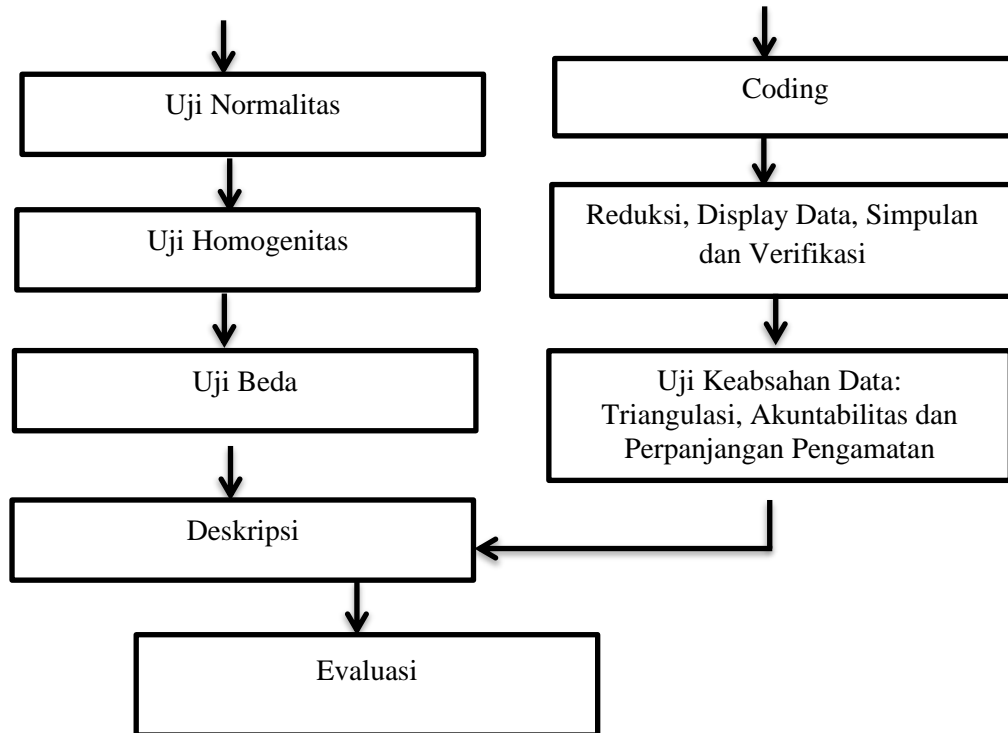 Uji Normalitas
Uji Homogenitas
Uji Beda
Coding
Reduksi, Display Data, Simpulan
dan Verifikasi
Uji Keabsahan Data:
Triangulasi, Akuntabilitas dan
Perpanjangan Pengamatan
Deskripsi
Evaluasi